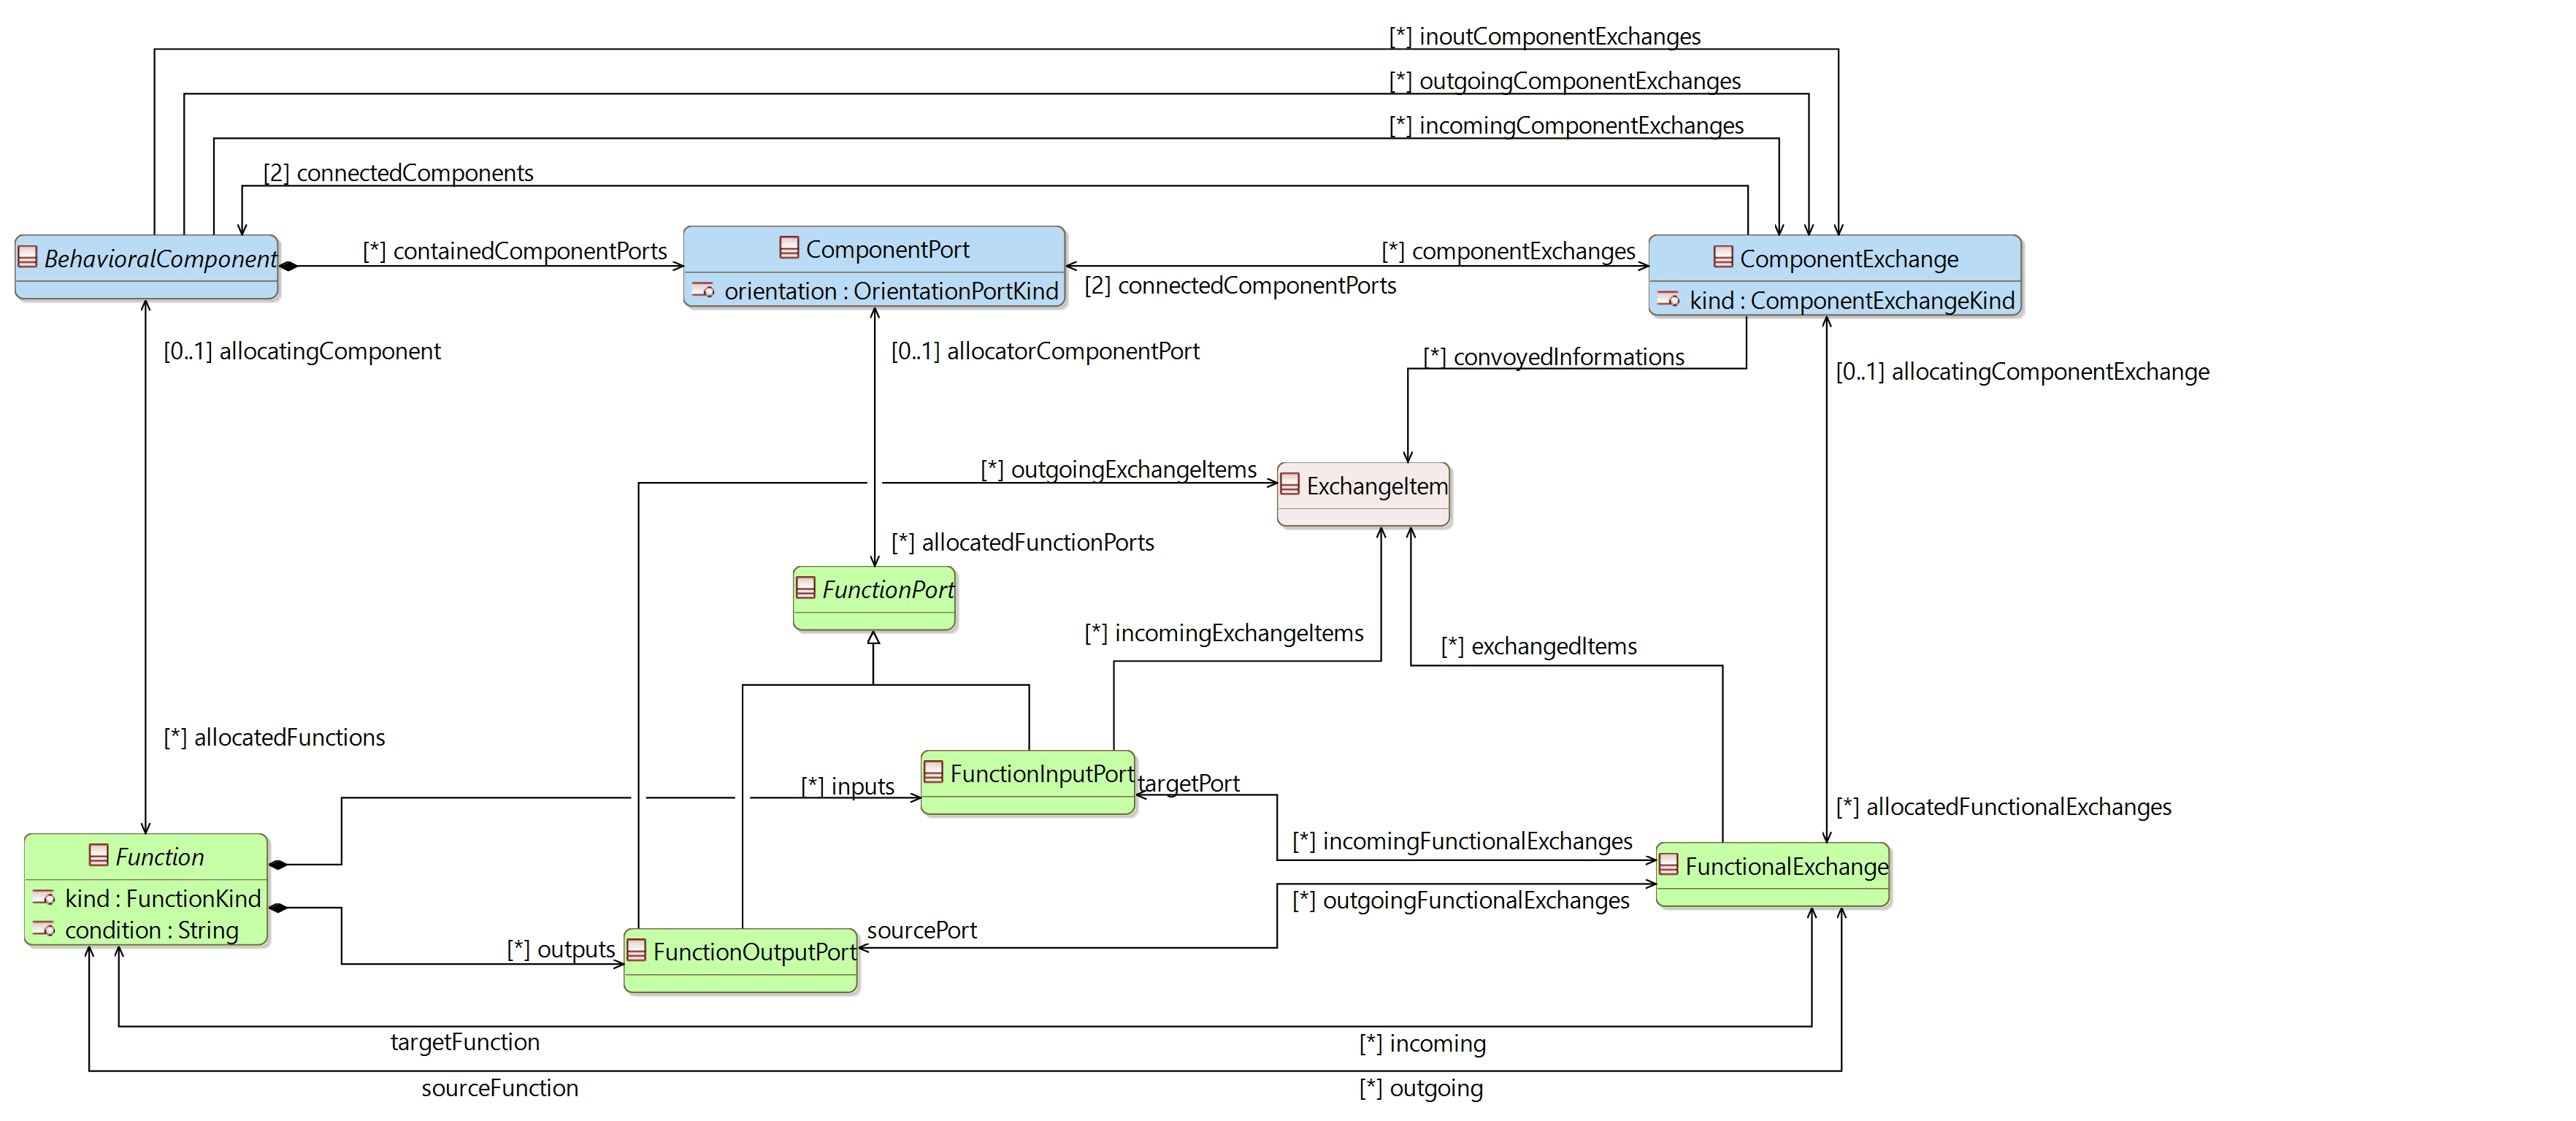 [*] inoutComponentExchanges
[*] outgoingComponentExchanges
[*] incomingComponentExchanges
[2] connectedComponents
BehavioralComponent
[*] containedComponentPorts
ComponentPort
orientation : OrientationPortKind
[*] componentExchanges
[2] connectedComponentPorts
ComponentExchange
kind : ComponentExchangeKind
[0..1] allocatingComponent
[0..1] allocatorComponentPort
[*] convoyedInformations
[0..1] allocatingComponentExchange
[*] outgoingExchangeItems
ExchangeItem
[*] allocatedFunctionPorts
FunctionPort
[*] incomingExchangeItems
[*] exchangedItems
[*] allocatedFunctions
[*] inputs
FunctionInputPort
targetPort
[*] allocatedFunctionalExchanges
[*] incomingFunctionalExchanges
Function
kind : FunctionKind
condition : String
FunctionalExchange
[*] outgoingFunctionalExchanges
[*] outputs
FunctionOutputPort
sourcePort
targetFunction
[*] incoming
sourceFunction
[*] outgoing